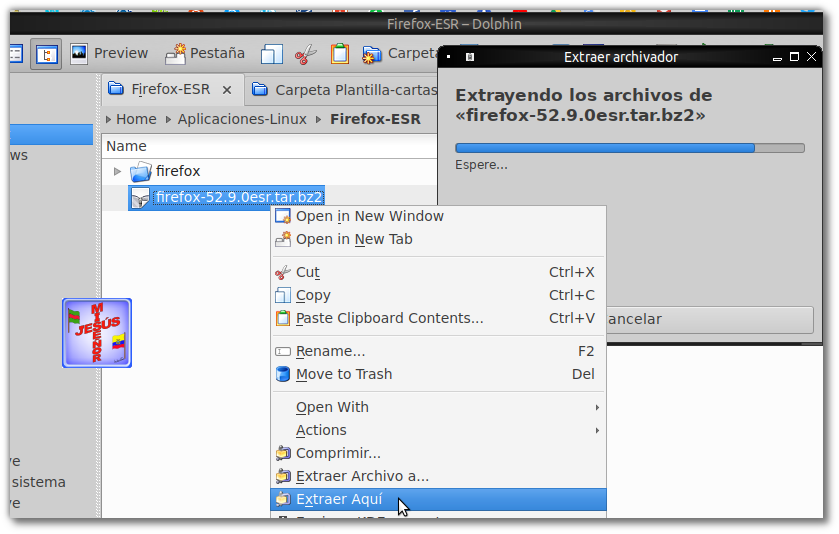 Firefox-ESR – Dolphin
Preview
Pestaña
Carpeta
Firefox-ESR
Carpeta Plantilla-cartas
Home
Aplicaciones-Linux
Firefox-ESR
Name
firefox
firefox-52.9.0esr.tar.bz2
Extraer archivador
Extrayendo los archivos de
«firefox-52.9.0esr.tar.bz2»
Espere...
ancelar
ws
JESÚS
MI SEÑOR
ve
sistema
ve
Open in New Window
Open in New Tab
Cut Ctrl+X
Copy Ctrl+C
Paste Clipboard Contents... Ctrl+V
Rename... F2
Move to Trash Del
Open With
Actions
Comprimir...
Extraer Archivo a...
Extraer Aquí